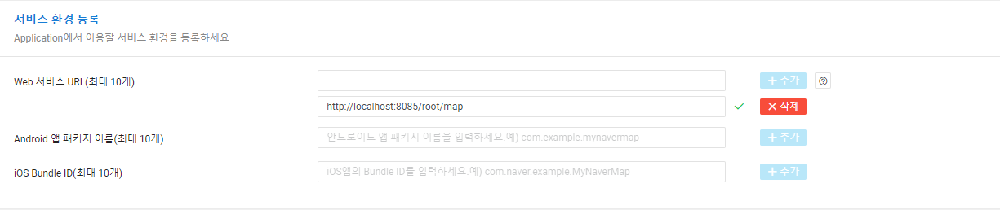 서비스 환경 등록
Application에서 이용할 서비스 환경을 등록하세요
Web 서비스 URL(최대 10개)
+ 추가
http://localhost:8085/root/map
삭제
Android 앱 패키지 이름(최대 10개)
안드로이드 앱 패키지 이름을 입력하세요.예) com.example.mynavermap
+ 추가
iOS Bundle ID(최대 10개)
iOS앱의 Bundle ID를 입력하세요.예) com.naver.example.MyNaverMap
+ 추가